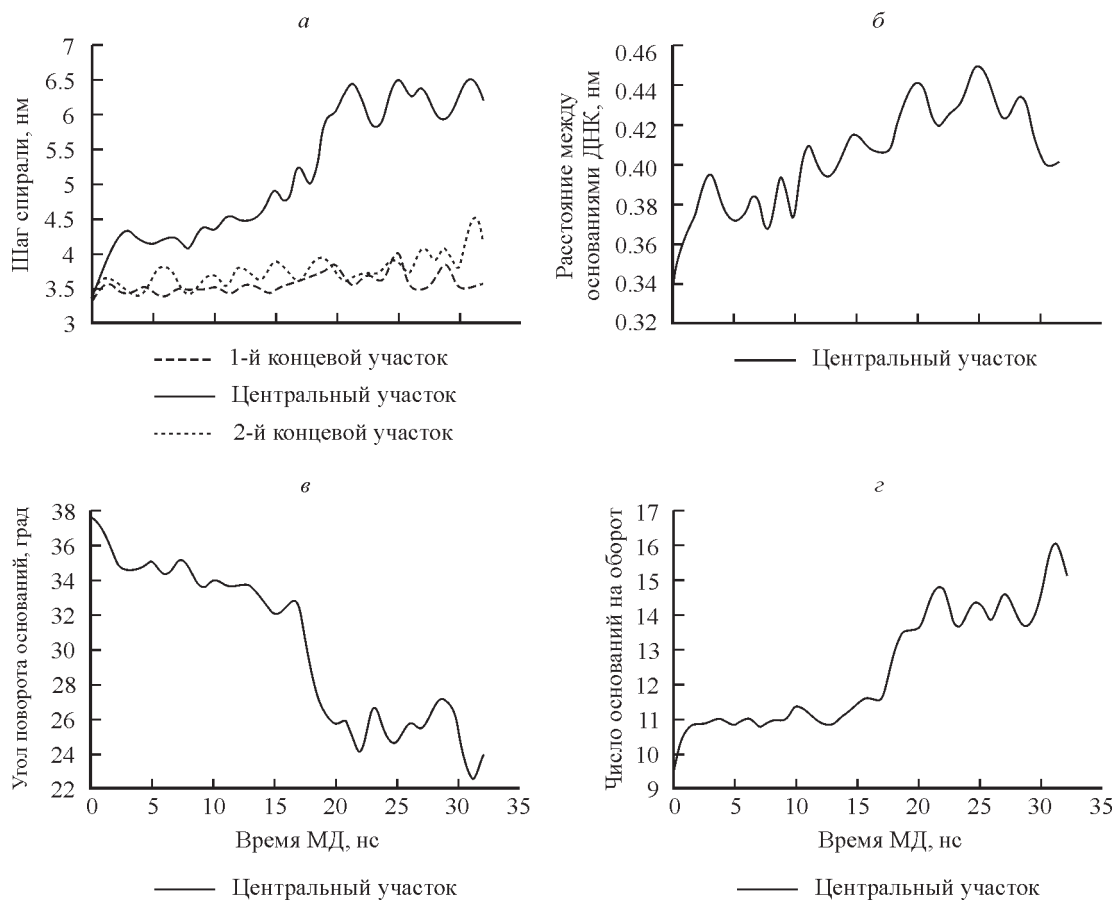 а
Шаг спирали, нм
7
6.5
6
5.5
5
4.5
4
3.5
3
1-й концевой участок
Центральный участок
2-й концевой участок
б
Расстояние между
основаниями ДНК, нм
0.46
0.44
0.42
0.40
0.38
0.36
0.34
0.32
Центральный участок
в
Угол поворота оснований, град
38
36
34
32
30
28
26
24
22
0 5 10 15 20 25 30 35
Время МД, нс
Центральный участок
г
Число оснований на оборот
17
16
15
14
13
12
11
10
9
0 5 10 15 20 25 30 35
Время МД, нс
Центральный участок